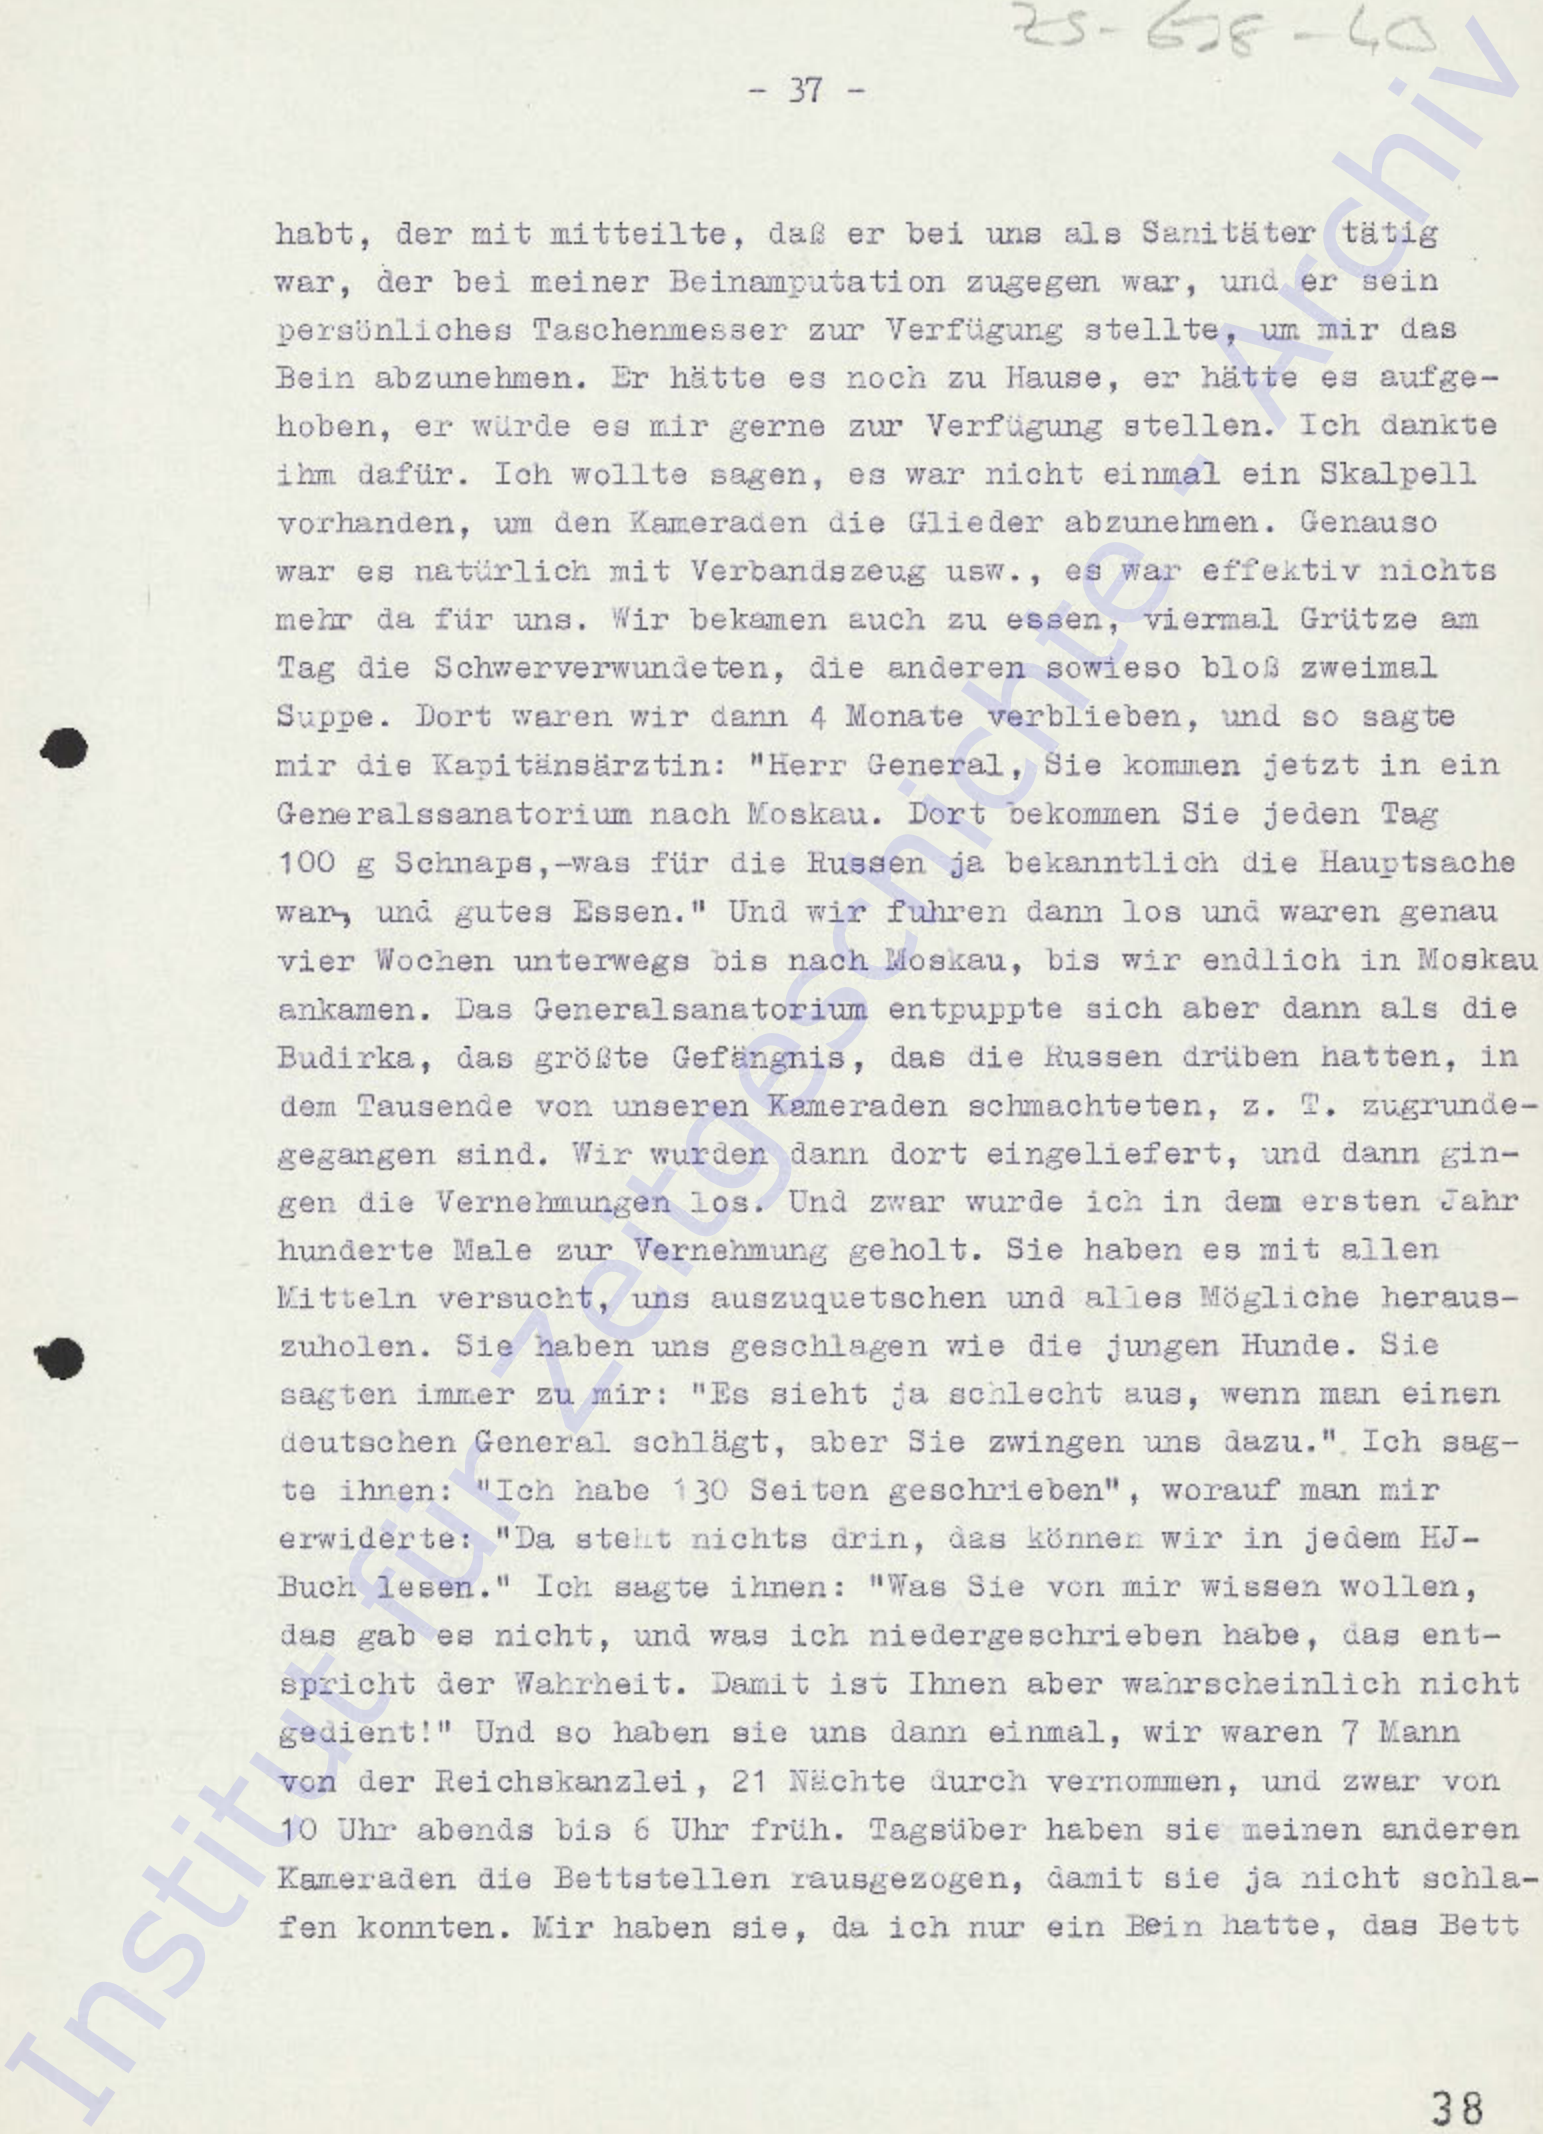 ZS-638-40
- 37 -
habt, der mit mitteilte, daß er bei uns als Sanitäter tätig
war, der bei meiner Beinamputation zugegen war, und er sein
persönliches Taschenmesser zur Verfügung stellte, um mir das
Bein abzunehmen. Er hätte es noch zu Hause, er hätte es aufge-
hoben, er würde es mir gerne zur Verfügung stellen. Ich dankte
ihm dafür. Ich wollte sagen, es war nicht einmal ein Skalpell
vorhanden, um den Kameraden die Glieder abzunehmen. Genauso
war es natürlich mit Verbandszeug usw., es war effektiv nichts
mehr da für uns. Wir bekamen auch zu essen, viermal Grütze am
Tag die Schwerverwundeten, die anderen sowieso bloß zweimal
Suppe. Dort waren wir dann 4 Monate verblieben, und so sagte
mir die Kapitänsärztin: "Herr General, Sie kommen jetzt in ein
Generalssanatorium nach Moskau. Dort bekommen Sie jeden Tag
100 g Schnaps,-was für die Russen ja bekanntlich die Hauptsache
war-, und gutes Essen." Und wir fuhren dann los und waren genau
vier Wochen unterwegs bis nach Moskau, bis wir endlich in Moskau
ankamen. Das Generalsanatorium entpuppte sich aber dann als die
Budirka, das größte Gefängnis, das die Russen drüben hatten, in
dem Tausende von unseren Kameraden schmachteten, z. T. zugrunde-
gegangen sind. Wir wurden dann dort eingeliefert, und dann gin-
gen die Vernehmungen los. Und zwar wurde ich in dem ersten Jahr
hunderte Male zur Vernehmung geholt. Sie haben es mit allen
Mitteln versucht, uns auszuquetschen und alles Mögliche heraus-
zuholen. Sie haben uns geschlagen wie die jungen Hunde. Sie
sagten immer zu mir: "Es sieht ja schlecht aus, wenn man einen
deutschen General schlägt, aber Sie zwingen uns dazu." Ich sag-
te ihnen: "Ich habe 130 Seiten geschrieben", worauf man mir
erwiderte: "Da steht nichts drin, das können wir in jedem HJ-
Buch lesen." Ich sagte ihnen: "Was Sie von mir wissen wollen,
das gab es nicht, und was ich niedergeschrieben habe, das ent-
spricht der Wahrheit. Damit ist Ihnen aber wahrscheinlich nicht
gedient!" Und so haben sie uns dann einmal, wir waren 7 Mann
von der Reichskanzlei, 21 Nächte durch vernommen, und zwar von
10 Uhr abends bis 6 Uhr früh. Tagsüber haben sie meinen anderen
Kameraden die Bettstellen rausgezogen, damit sie ja nicht schla-
fen konnten. Mir haben sie, da ich nur ein Bein hatte, das Bett
38
Institut für Zeitgeschichte - Archiv